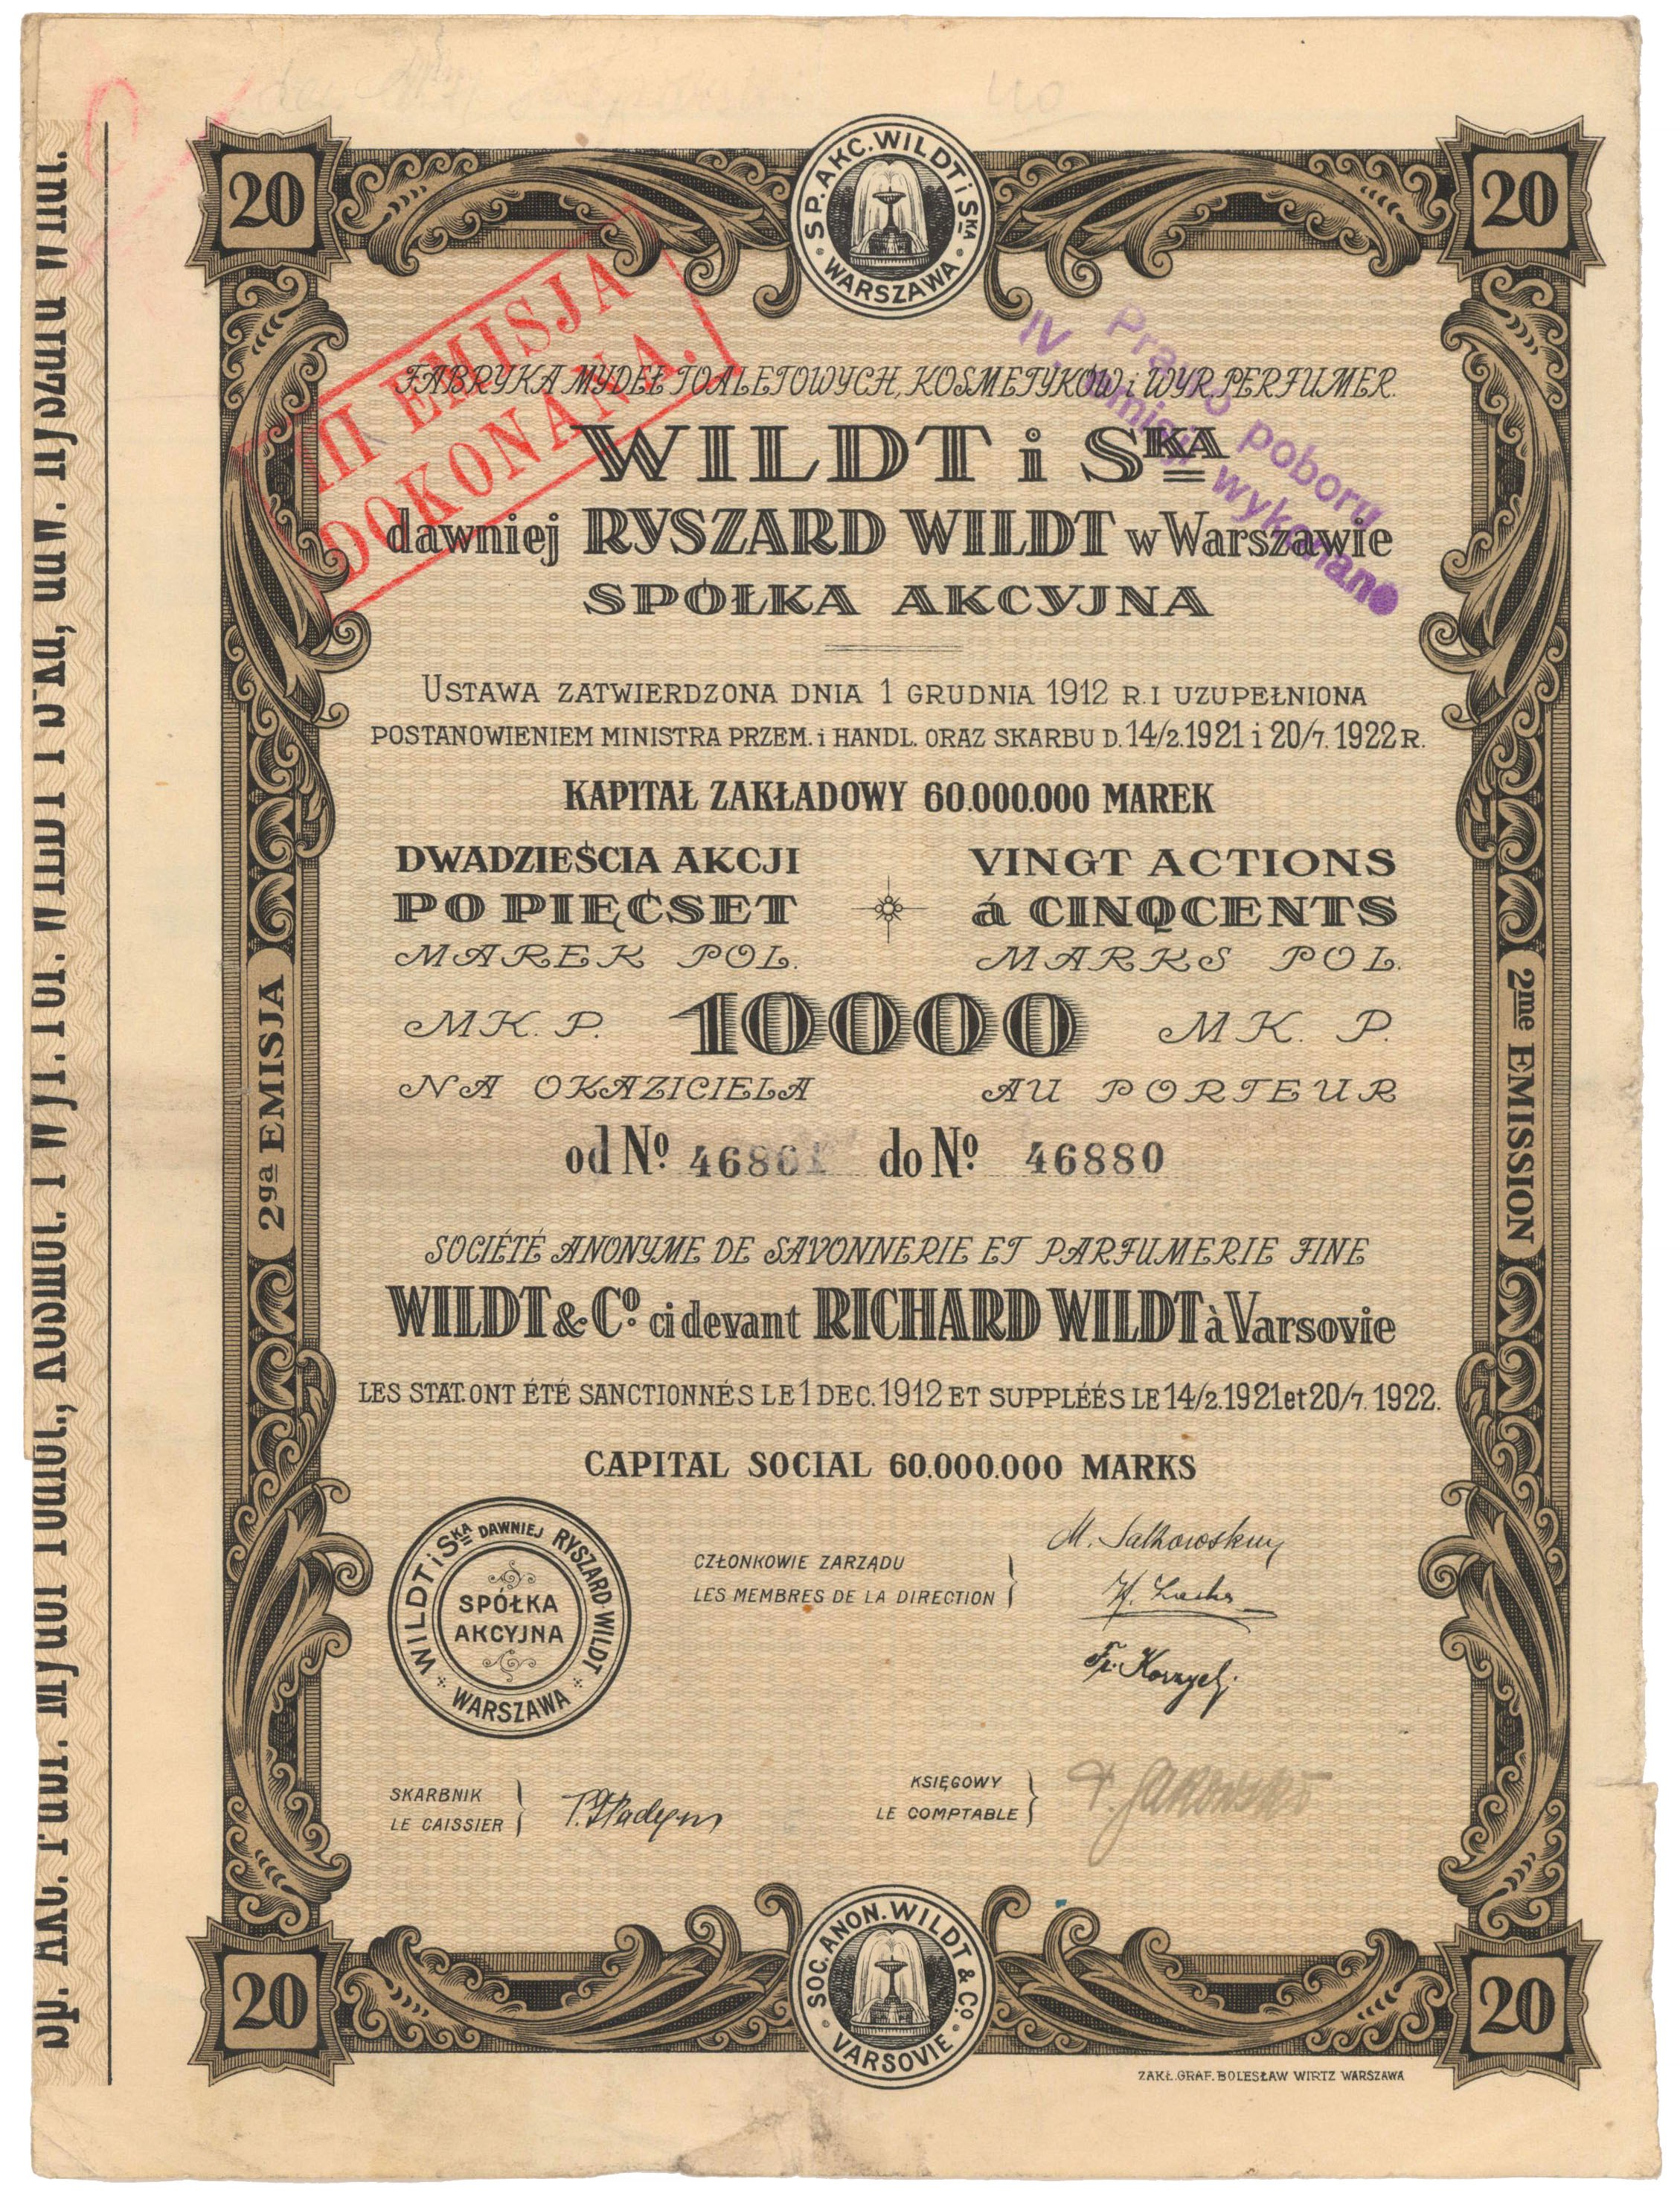 20
SP. AKC. WILDT i SKA
WARSZAWA
20
III EMISJA
DOKONANA.
Prawo poboru
IV emisji wykonano
FABRYKA MYDEŁ TOALETOWYCH, KOSMETYKÓW i WYR. PERFUMER.
WILDT i SKA
dawniej RYSZARD WILDT w Warszawie
SPÓŁKA AKCYJNA
USTAWA ZATWIERDZONA DNIA 1 GRUDNIA 1912 R. I UZUPEŁNIONA
POSTANOWIENIEM MINISTRA PRZEM. i HANDL. ORAZ SKARBU D. 14/2. 1921 i 20/7. 1922 R.
KAPITAŁ ZAKŁADOWY 60.000.000 MAREK
DWADZIEŚCIA AKCJI
PO PIĘĆSET
MAREK POL.
VINGT ACTIONS
á CINQCENTS
MARKS POL.
MK. P. 10000 MK. P.
NA OKAZICIELA
AU PORTEUR
od No 46861 do No 46880
2ga EMISJA
2me EMISSION
SOCIÉTÉ ANONYME DE SAVONNERIE ET PARFUMERIE FINE
WILDT & Co. ci devant RICHARD WILDT à Varsovie
LES STAT. ONT ÉTÉ SANCTIONNÉS LE 1 DEC. 1912 ET SUPPLÉÉS LE 14/2. 1921 et 20/7. 1922.
CAPITAL SOCIAL 60.000.000 MARKS
WILDT i SKA DAWNIEJ RYSZARD WILDT
SPÓŁKA
AKCYJNA
WARSZAWA
CZŁONKOWIE ZARZĄDU
LES MEMBRES DE LA DIRECTION
SKARBNIK
LE CAISSIER
KSIĘGOWY
LE COMPTABLE
20
SOC. ANON. WILDT & Co.
VARSOVIE
20
ZAKŁ. GRAF. BOLESŁAW WIRTZ WARSZAWA